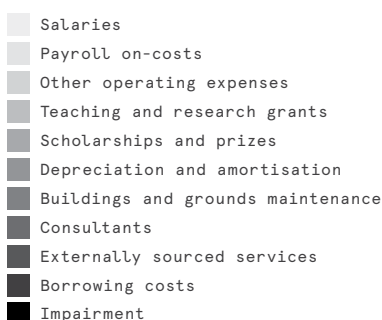 Salaries
Payroll on-costs
Other operating expenses
Teaching and research grants
Scholarships and prizes
Depreciation and amortisation
Buildings and grounds maintenance
Consultants
Externally sourced services
Borrowing costs
Impairment